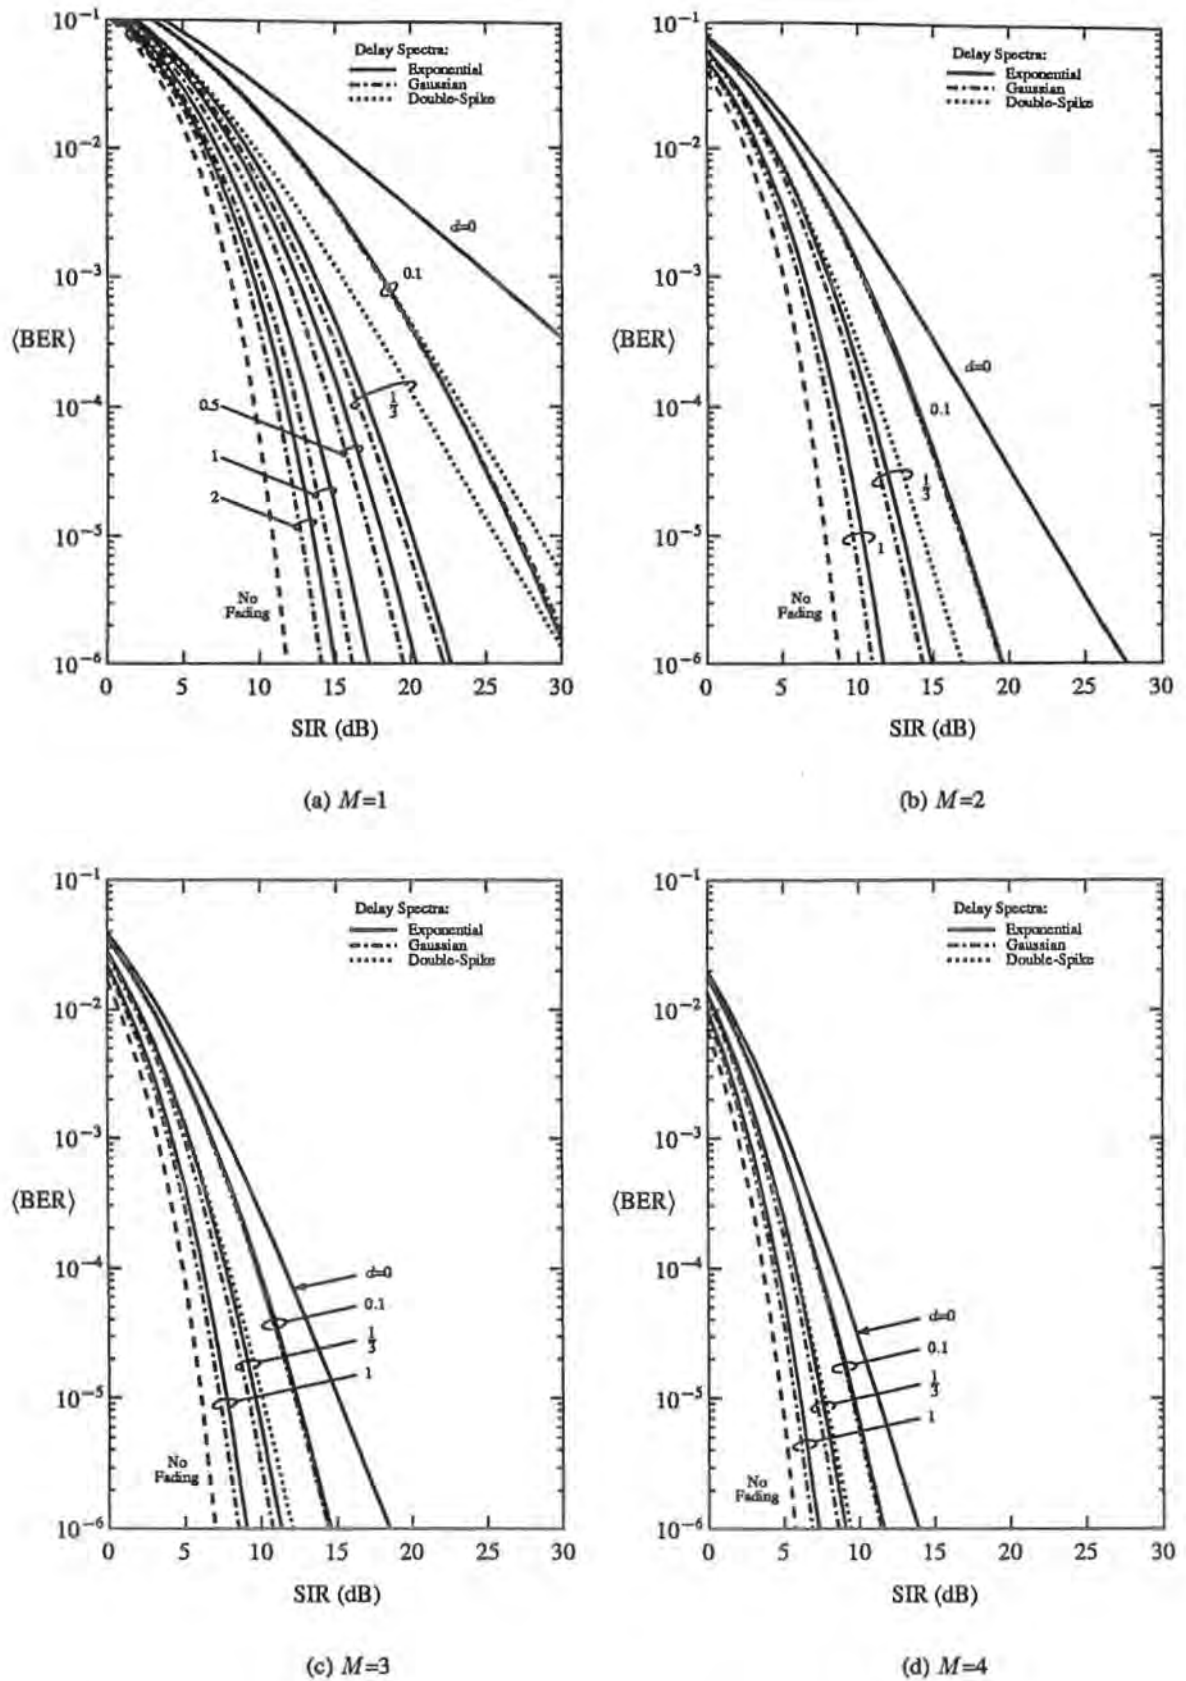 10⁻¹
10⁻²
10⁻³
⟨BER⟩
10⁻⁴
10⁻⁵
10⁻⁶
Delay Spectra:
Exponential
Gaussian
Double-Spike
d=0
0.1
1/3
0.5
1
2
No
Fading
0 5 10 15 20 25 30
SIR (dB)
(a) M=1
10⁻¹
10⁻²
10⁻³
⟨BER⟩
10⁻⁴
10⁻⁵
10⁻⁶
Delay Spectra:
Exponential
Gaussian
Double-Spike
d=0
0.1
1/3
1
No
Fading
0 5 10 15 20 25 30
SIR (dB)
(b) M=2
10⁻¹
10⁻²
10⁻³
⟨BER⟩
10⁻⁴
10⁻⁵
10⁻⁶
Delay Spectra:
Exponential
Gaussian
Double-Spike
d=0
0.1
1/3
1
No
Fading
0 5 10 15 20 25 30
SIR (dB)
(c) M=3
10⁻¹
10⁻²
10⁻³
⟨BER⟩
10⁻⁴
10⁻⁵
10⁻⁶
Delay Spectra:
Exponential
Gaussian
Double-Spike
d=0
0.1
1/3
1
No
Fading
0 5 10 15 20 25 30
SIR (dB)
(d) M=4